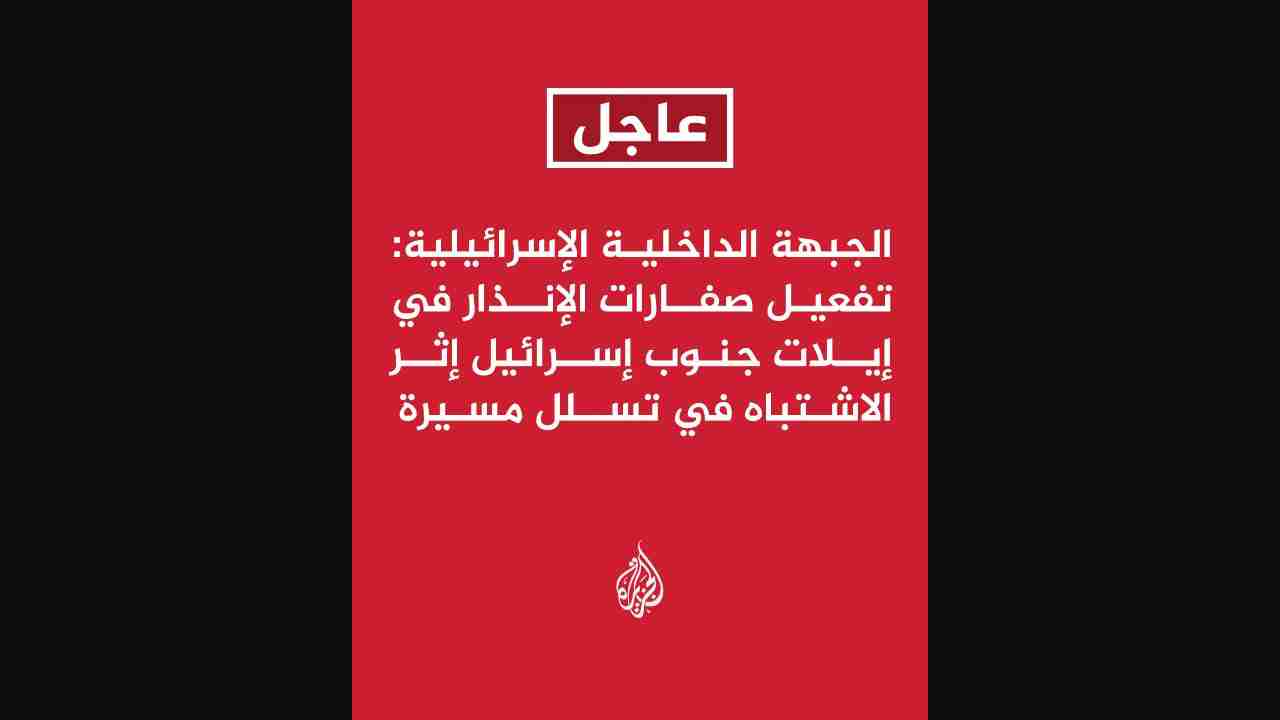 عاجل
الجبهة الداخلية الإسرائيلية:
تفعيل صفارات الإنذار في
إيلات جنوب إسرائيل إثر
الاشتباه في تسلل مسيرة
الجزيرة